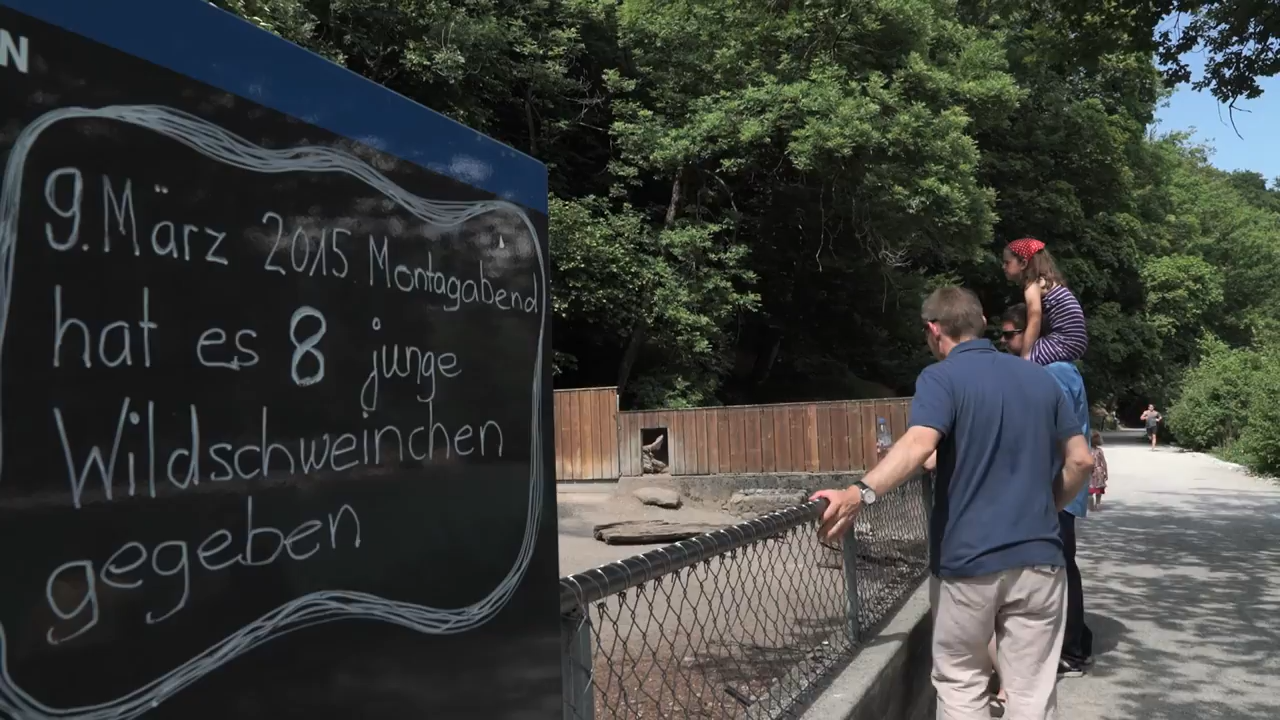 N
9. März 2015 Montagabend
hat es 8 junge
Wildschweinchen
gegeben